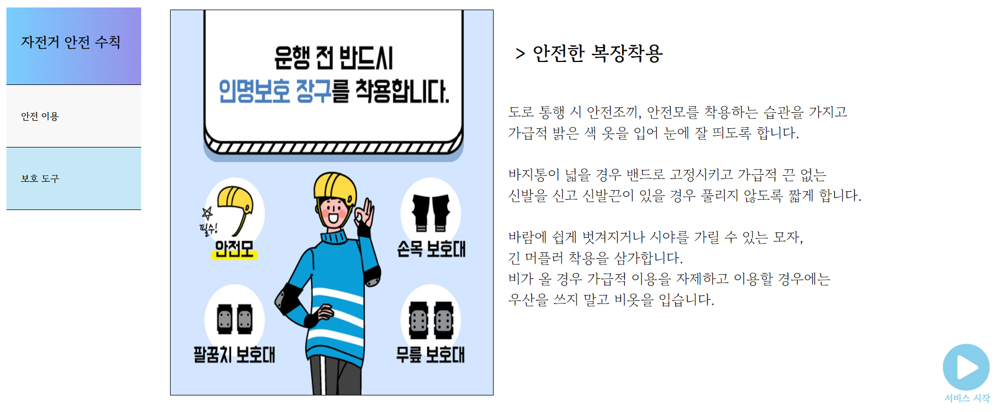 자전거 안전 수칙
안전 이용
보호 도구
운행 전 반드시
인명보호 장구를 착용합니다.
필수!
안전모
손목 보호대
팔꿈치 보호대
무릎 보호대
> 안전한 복장착용
도로 통행 시 안전조끼, 안전모를 착용하는 습관을 가지고
가급적 밝은 색 옷을 입어 눈에 잘 띄도록 합니다.
바지통이 넓을 경우 밴드로 고정시키고 가급적 끈 없는
신발을 신고 신발끈이 있을 경우 풀리지 않도록 짧게 합니다.
바람에 쉽게 벗겨지거나 시야를 가릴 수 있는 모자,
긴 머플러 착용을 삼가합니다.
비가 올 경우 가급적 이용을 자제하고 이용할 경우에는
우산을 쓰지 말고 비옷을 입습니다.
서비스 시작